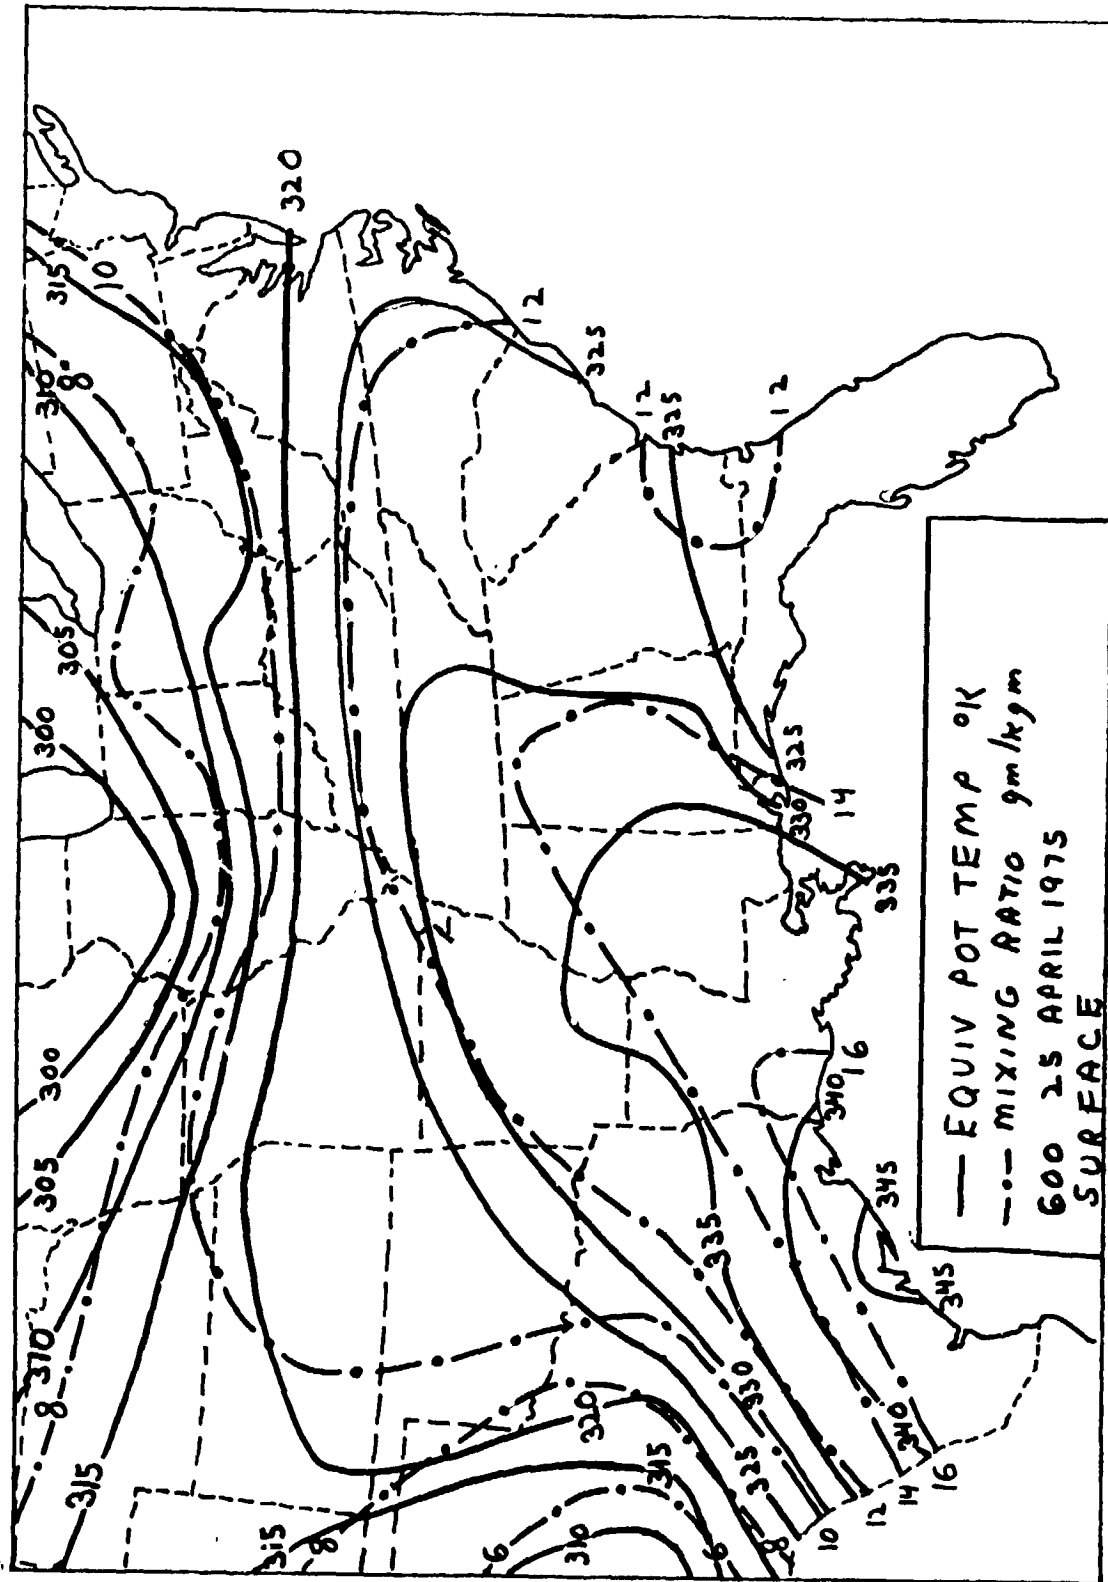 8 310 305 300 300 310 315
305 8
315
10
315 320
8
6 12
310 320 325
12
315 325
6 335
325 330
8 12
325
330
10 340 14
16
12 335
345
14 340
16 345
EQUIV POT TEMP °K
MIXING RATIO gm/kgm
600 25 APRIL 1975
SURFACE